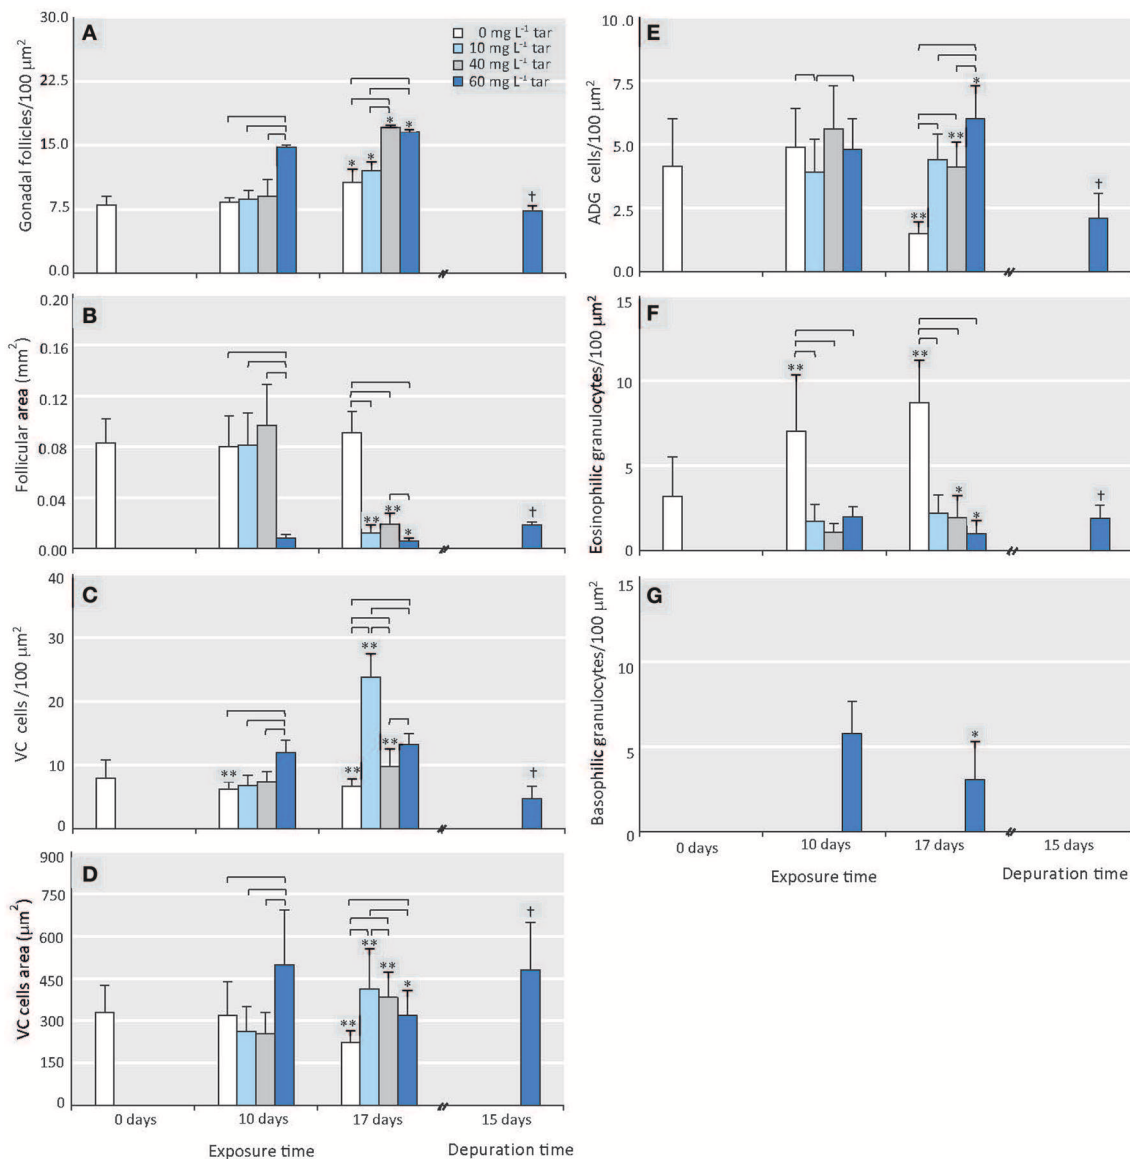 A
30.0
22.5
15.0
7.5
0.0
Gonadal follicles/100 µm²
0 mg L⁻¹ tar
10 mg L⁻¹ tar
40 mg L⁻¹ tar
60 mg L⁻¹ tar
* * * * †
B
0.20
0.16
0.12
0.08
0.04
0.00
Follicular area (mm²)
** ** * †
C
40
30
20
10
0
VC cells /100 µm²
** ** ** ** †
D
900
750
600
450
300
150
0
VC cells area (µm²)
** ** ** * †
0 days 10 days 17 days 15 days
Exposure time Depuration time
E
10.0
7.5
5.0
2.5
0.0
ADG cells/100 µm²
** ** * †
F
15
10
5
0
Eosinophilic granulocytes/100 µm²
** ** * * †
G
15
10
5
0
Basophilic granulocytes/100 µm²
*
0 days 10 days 17 days 15 days
Exposure time Depuration time